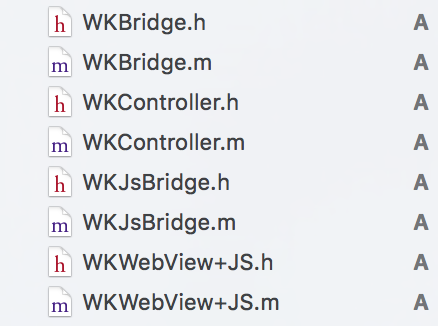 h WKBridge.h A
m WKBridge.m A
h WKController.h A
m WKController.m A
h WKJsBridge.h A
m WKJsBridge.m A
h WKWebView+JS.h A
m WKWebView+JS.m A